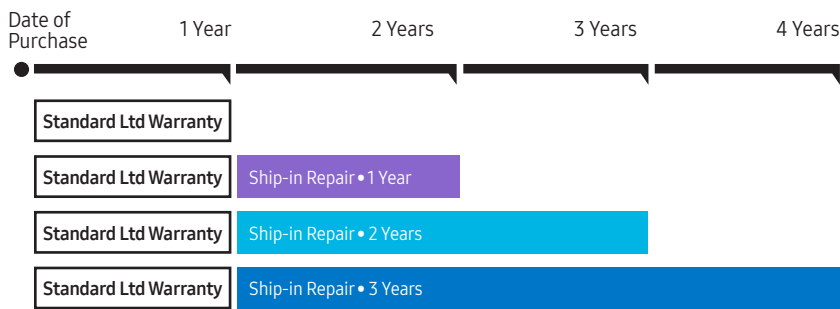 Date of
Purchase
1 Year
2 Years
3 Years
4 Years
Standard Ltd Warranty
Standard Ltd Warranty
Ship-in Repair • 1 Year
Standard Ltd Warranty
Ship-in Repair • 2 Years
Standard Ltd Warranty
Ship-in Repair • 3 Years